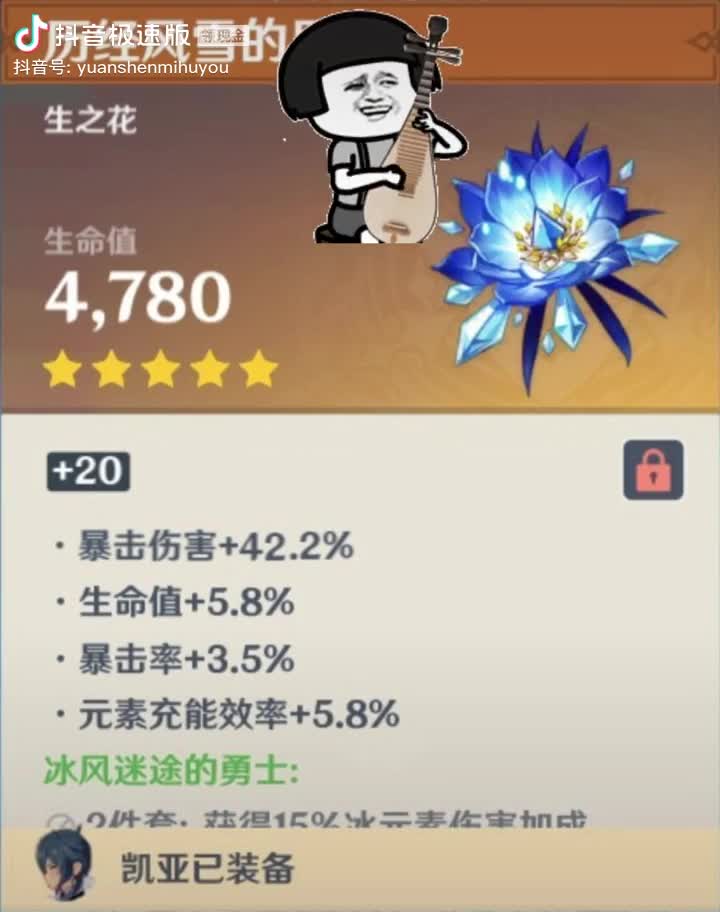 抖音极速版 领现金
历经风雪的
抖音号: yuanshenmihuyou
生之花
生命值
4,780
+20
· 暴击伤害+42.2%
· 生命值+5.8%
· 暴击率+3.5%
· 元素充能效率+5.8%
冰风迷途的勇士:
2件套: 获得15%冰元素伤害加成
凯亚已装备